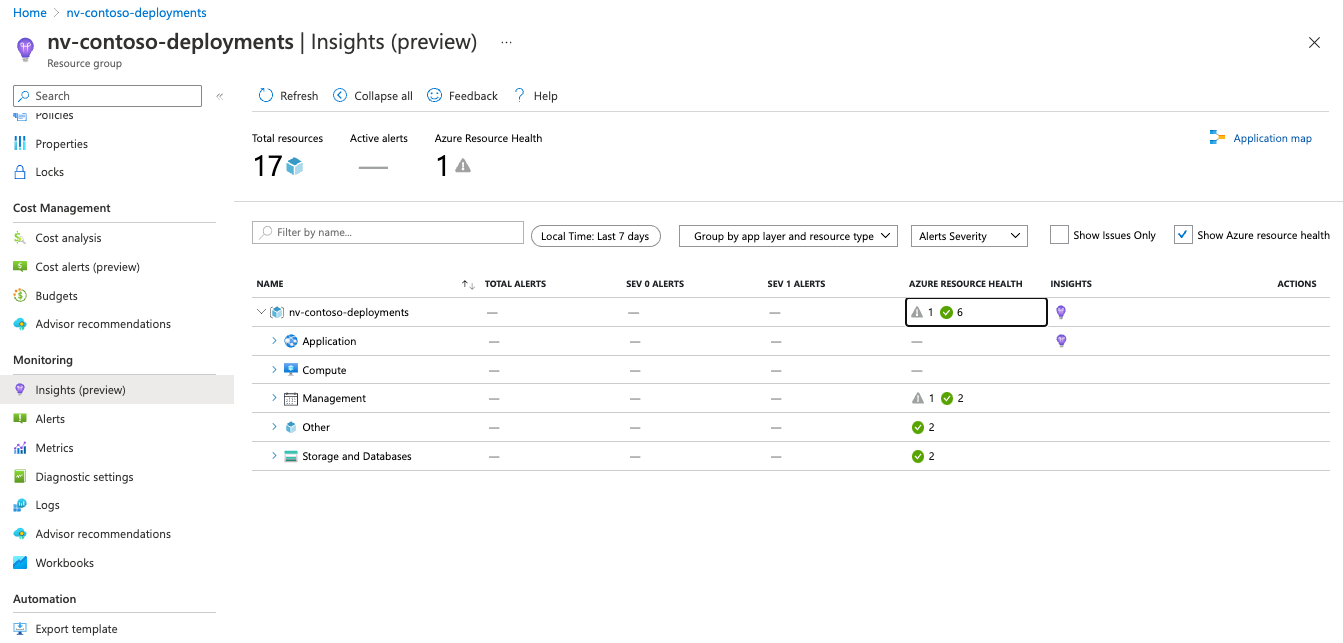 Home > nv-contoso-deployments
nv-contoso-deployments | Insights (preview) ...
Resource group
Search «
Policies
Properties
Locks
Cost Management
Cost analysis
Cost alerts (preview)
Budgets
Advisor recommendations
Monitoring
Insights (preview)
Alerts
Metrics
Diagnostic settings
Logs
Advisor recommendations
Workbooks
Automation
Export template
Refresh Collapse all Feedback ? Help
Total resources Active alerts Azure Resource Health
17 — 1
Application map
Filter by name... Local Time: Last 7 days Group by app layer and resource type Alerts Severity Show Issues Only Show Azure resource health
NAME ↑↓ TOTAL ALERTS SEV 0 ALERTS SEV 1 ALERTS AZURE RESOURCE HEALTH INSIGHTS ACTIONS
nv-contoso-deployments — — — 1 6
Application — — — —
Compute — — — —
Management — — — 1 2
Other — — — 2
Storage and Databases — — — 2